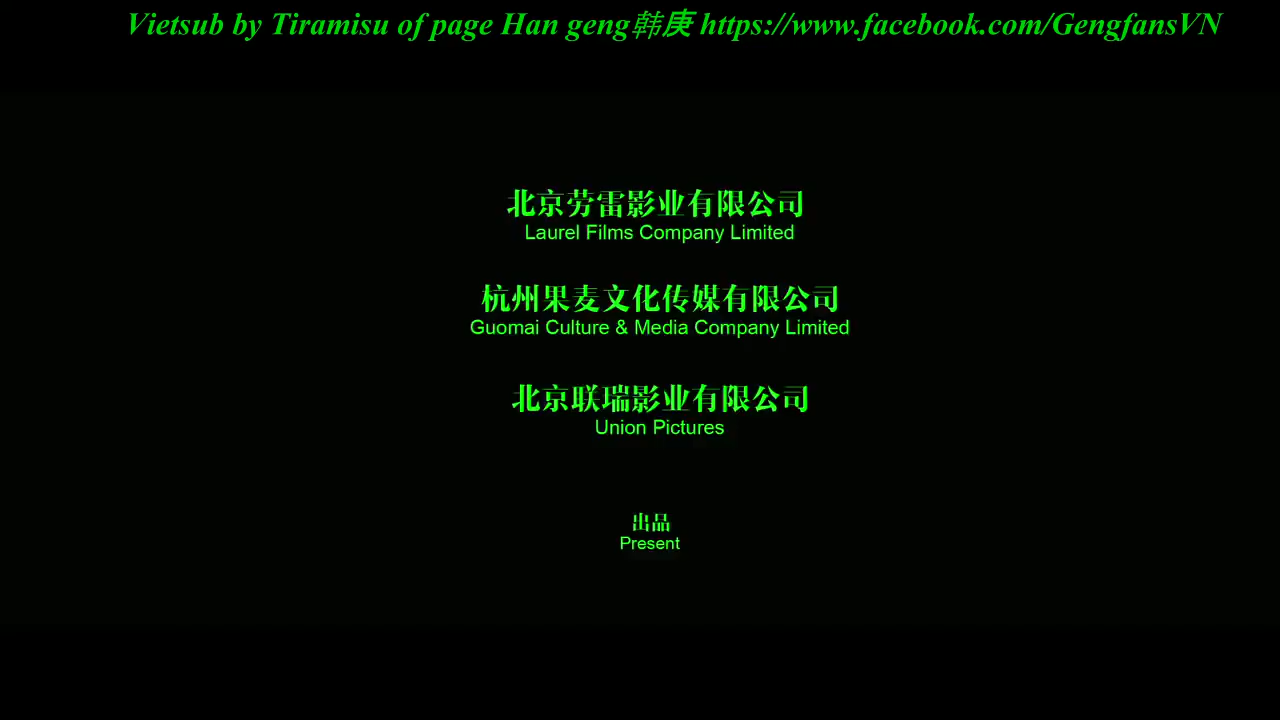 Vietsub by Tiramisu of page Han geng韩庚 https://www.facebook.com/GengfansVN
北京劳雷影业有限公司
Laurel Films Company Limited
杭州果麦文化传媒有限公司
Guomai Culture & Media Company Limited
北京联瑞影业有限公司
Union Pictures
出品
Present